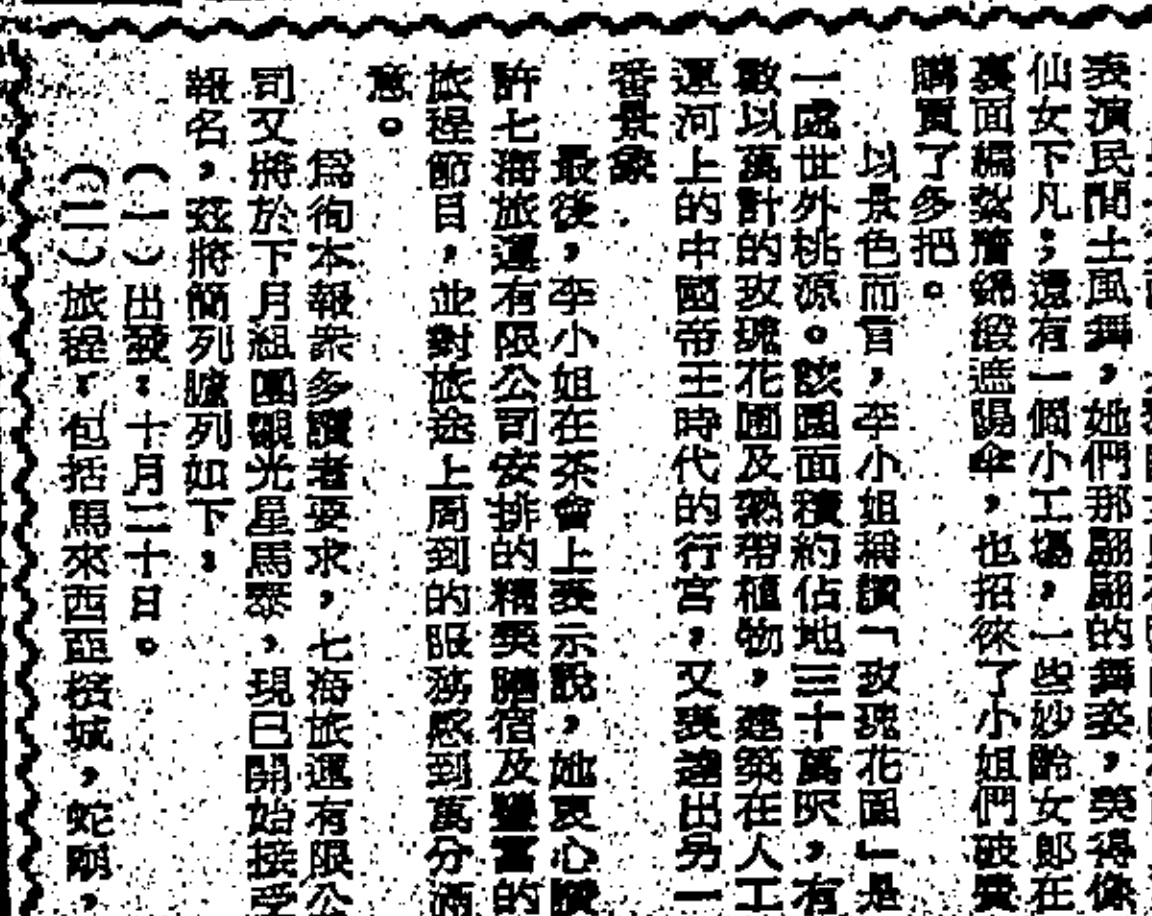 表演民間土風舞，她們那翩翩的舞姿，美得像
仙女下凡；還有一個小工場，一些妙齡女郎在
裏面編紮錦緞遮陽傘，也招徠了小姐們破費
購買了多把。
以景色而言，李小姐稱讚「玫瑰花園」是
一處世外桃源。該園面積約佔地三十萬呎，有
數以萬計的玫瑰花圃及熱帶植物，建築在人工
運河上的中國帝王時代的行宮，又表達出另一
番景象．
最後，李小姐在茶會上表示說，她衷心讚
許七海旅運有限公司安排的精美膳宿及豐富的
旅程節目，並對旅途上周到的服務感到萬分滿
意。
爲徇本報衆多讀者要求，七海旅運有限公
司又將於下月組團觀光星馬泰，現已開始接受
報名，茲將簡列臚列如下：
（一）出發：十月二十日。
（二）旅程：包括馬來西亞檳城，蛇廟，